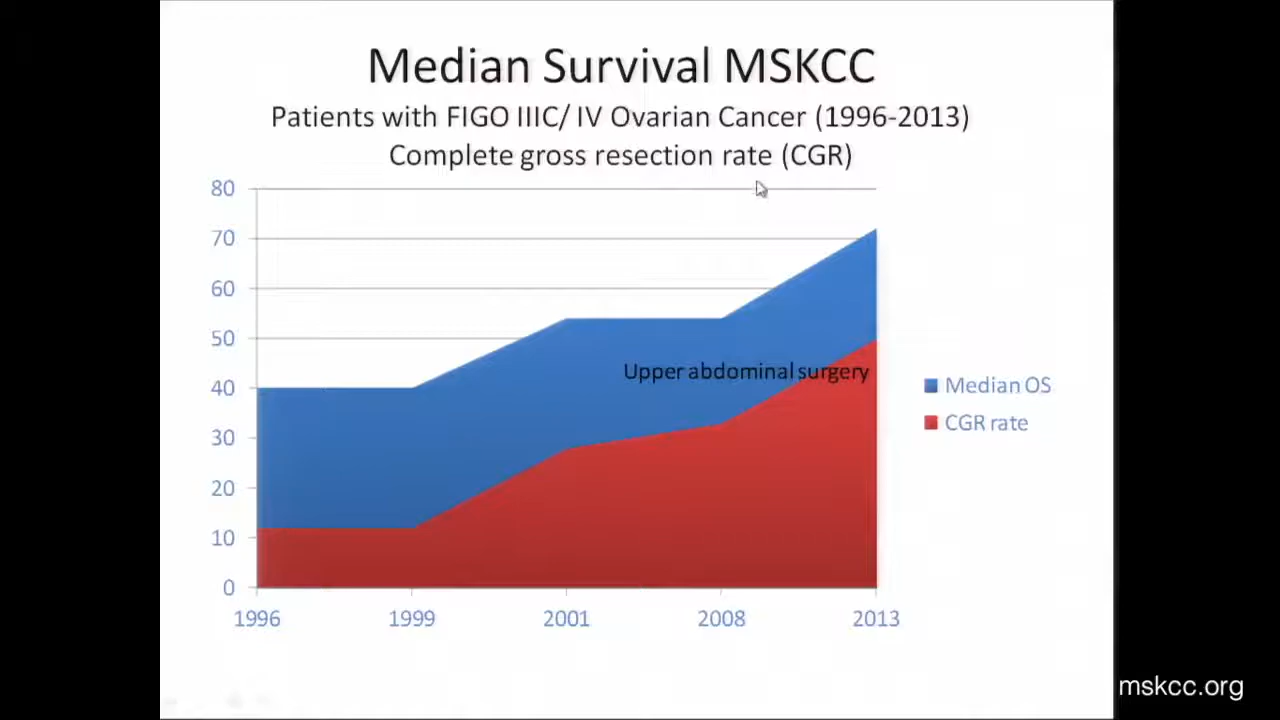 Median Survival MSKCC
Patients with FIGO IIIC/ IV Ovarian Cancer (1996-2013)
Complete gross resection rate (CGR)
80
70
60
50
40
30
20
10
0
Upper abdominal surgery
Median OS
CGR rate
1996 1999 2001 2008 2013
mskcc.org